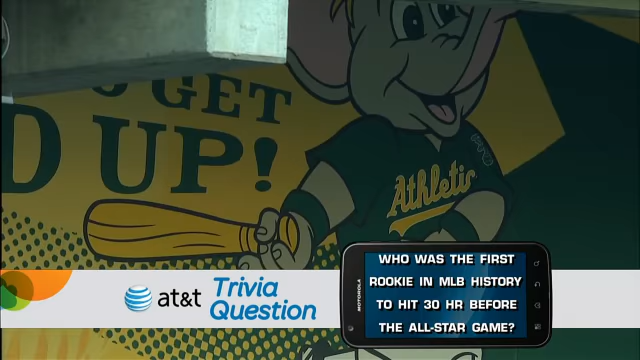 GET
D UP!
Athletic
at&t Trivia Question
MOTOROLA
WHO WAS THE FIRST
ROOKIE IN MLB HISTORY
TO HIT 30 HR BEFORE
THE ALL-STAR GAME?